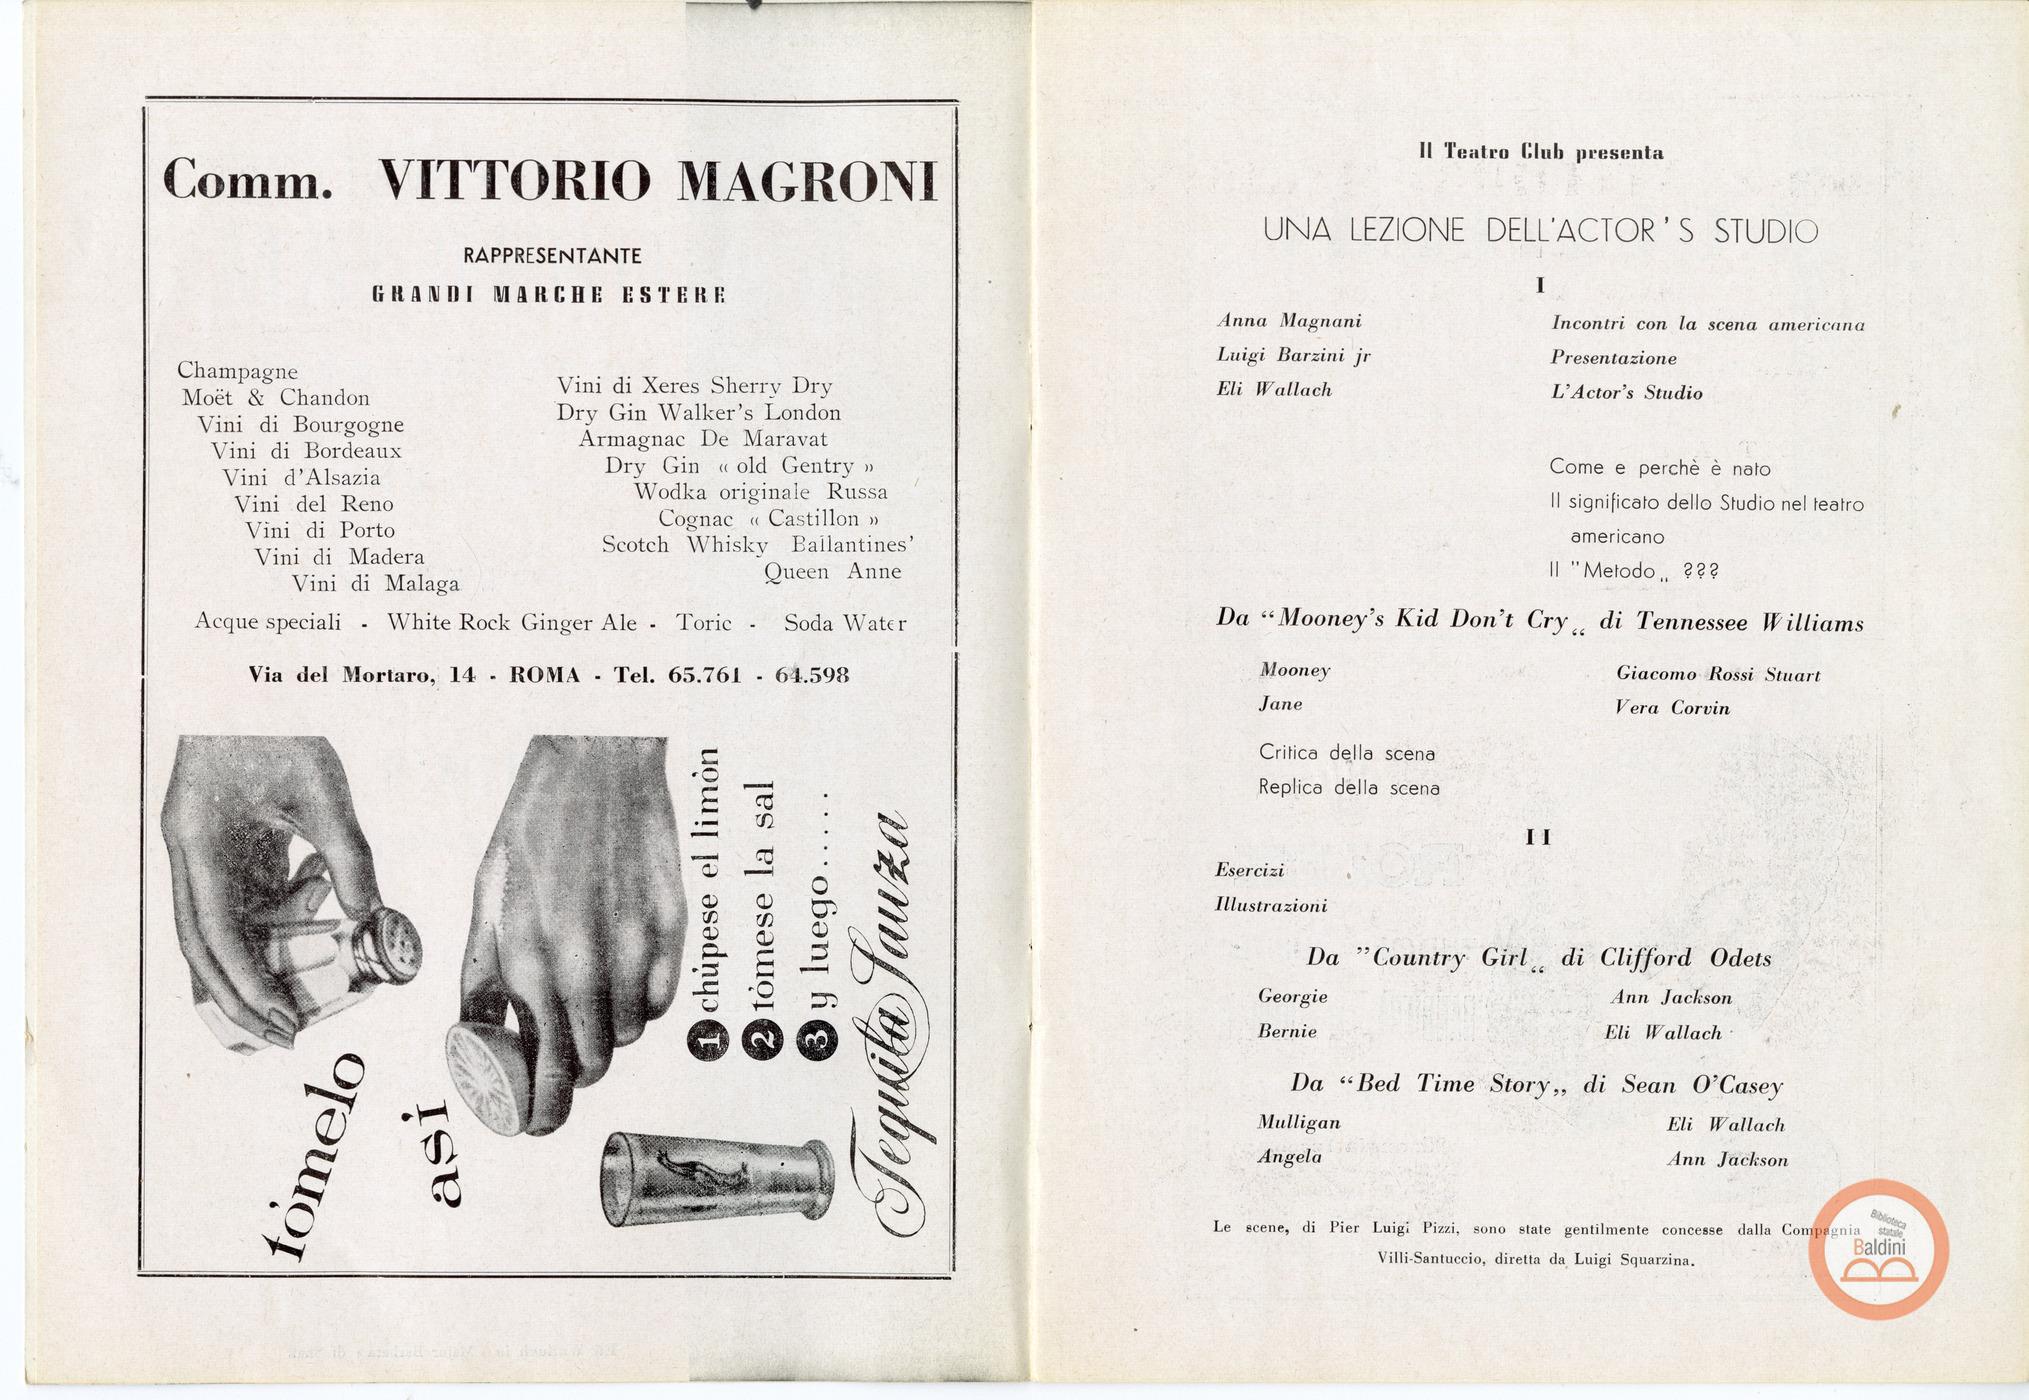 Comm. VITTORIO MAGRONI
RAPPRESENTANTE
GRANDI MARCHE ESTERE
Champagne
Moët & Chandon
Vini di Bourgogne
Vini di Bordeaux
Vini d'Alsazia
Vini del Reno
Vini di Porto
Vini di Madera
Vini di Malaga
Vini di Xeres Sherry Dry
Dry Gin Walker's London
Armagnac De Maravat
Dry Gin « old Gentry »
Wodka originale Russa
Cognac « Castillon »
Scotch Whisky Ballantines'
Queen Anne
Acque speciali - White Rock Ginger Ale - Toric - Soda Water
Via del Mortaro, 14 - ROMA - Tel. 65.761 - 64.598
tómelo
asì
1 chùpese el limòn
2 tòmese la sal
3 y luego......
Tequila Sauza
Il Teatro Club presenta
UNA LEZIONE DELL'ACTOR'S STUDIO
I
Anna Magnani Incontri con la scena americana
Luigi Barzini jr Presentazione
Eli Wallach L'Actor's Studio
Come e perchè è nato
Il significato dello Studio nel teatro
americano
Il "Metodo„ ???
Da “Mooney's Kid Don't Cry„ di Tennessee Williams
Mooney Giacomo Rossi Stuart
Jane Vera Corvin
Critica della scena
Replica della scena
II
Esercizi
Illustrazioni
Da ”Country Girl„ di Clifford Odets
Georgie Ann Jackson
Bernie Eli Wallach
Da “Bed Time Story„ di Sean O'Casey
Mulligan Eli Wallach
Angela Ann Jackson
Le scene, di Pier Luigi Pizzi, sono state gentilmente concesse dalla Compagnia
Villi-Santuccio, diretta da Luigi Squarzina.
Biblioteca
statale
Baldini